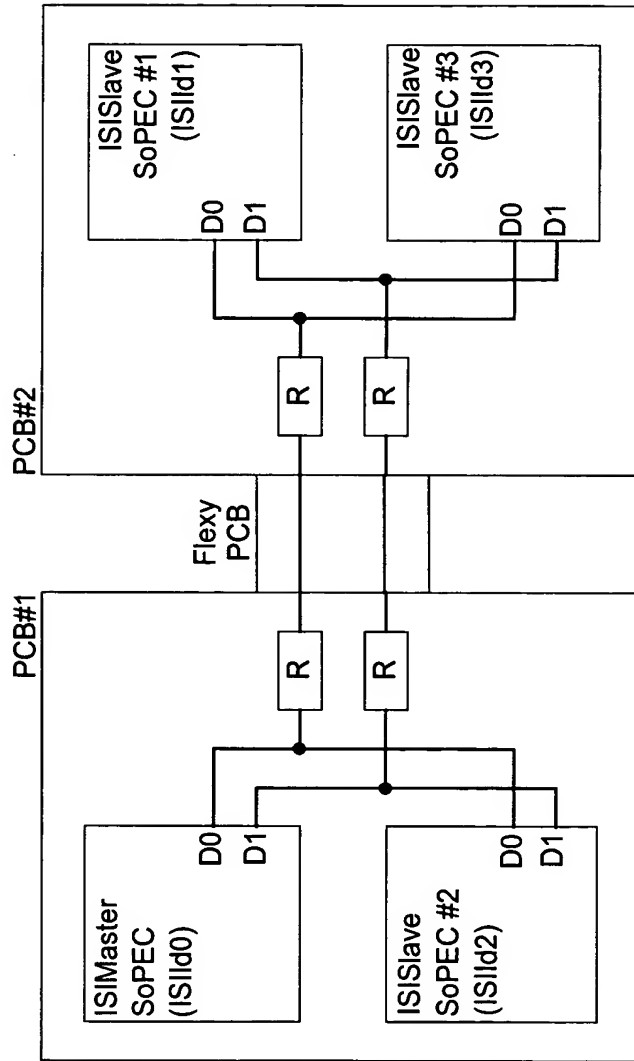 PCB#1
ISIMaster
SoPEC
(ISIId0)
D0
D1
ISISlave
SoPEC #2
(ISIId2)
D0
D1
R
R
Flexy
PCB
PCB#2
R
R
ISISlave
SoPEC #1
(ISIId1)
D0
D1
ISISlave
SoPEC #3
(ISIId3)
D0
D1